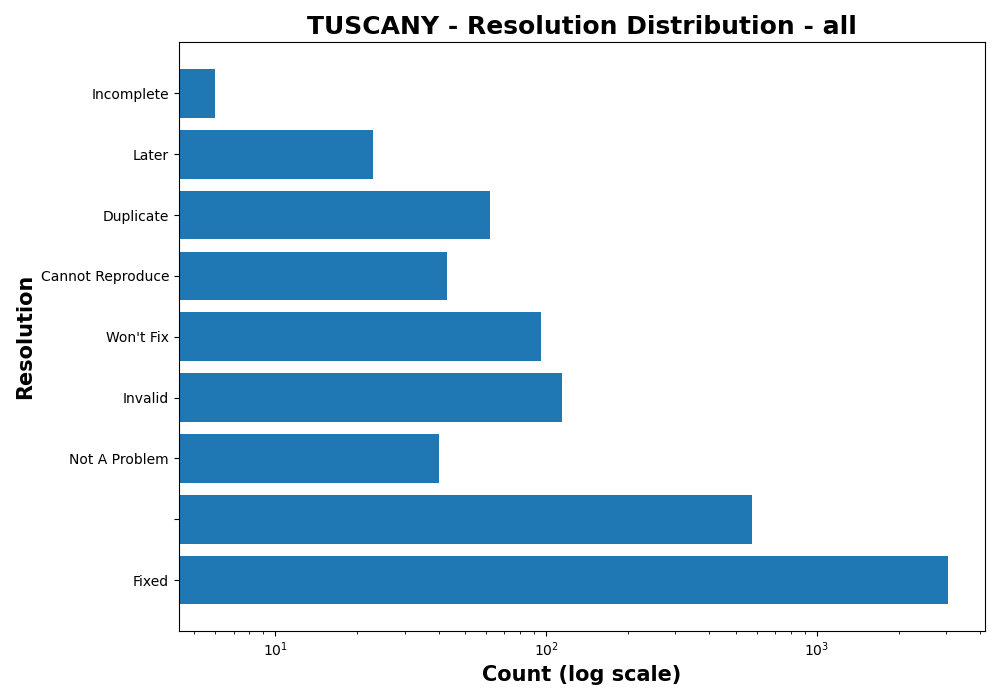 TUSCANY - Resolution Distribution - all
Incomplete
Later
Duplicate
Cannot Reproduce
Won't Fix
Invalid
Not A Problem
Fixed
Resolution
10¹
10²
10³
Count (log scale)